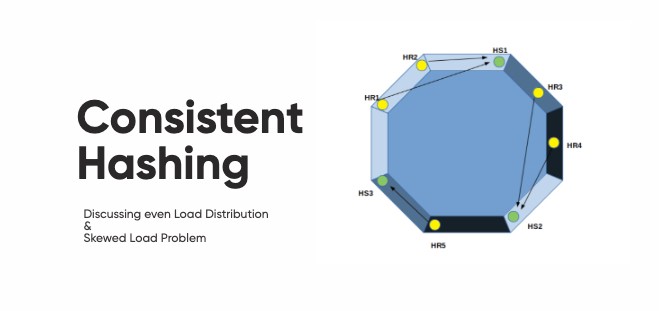 Consistent
Hashing
Discussing even Load Distribution
&
Skewed Load Problem
HR2
HS1
HR1
HR3
HR4
HS3
HS2
HR5